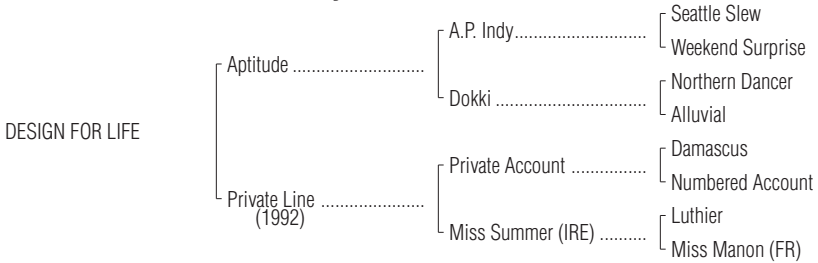 Seattle Slew
A.P. Indy............................
Weekend Surprise
Aptitude ............................
Northern Dancer
Dokki ................................
Alluvial
DESIGN FOR LIFE
Damascus
Private Account ................
Numbered Account
Private Line ......................
(1992)
Luthier
Miss Summer (IRE) ..........
Miss Manon (FR)